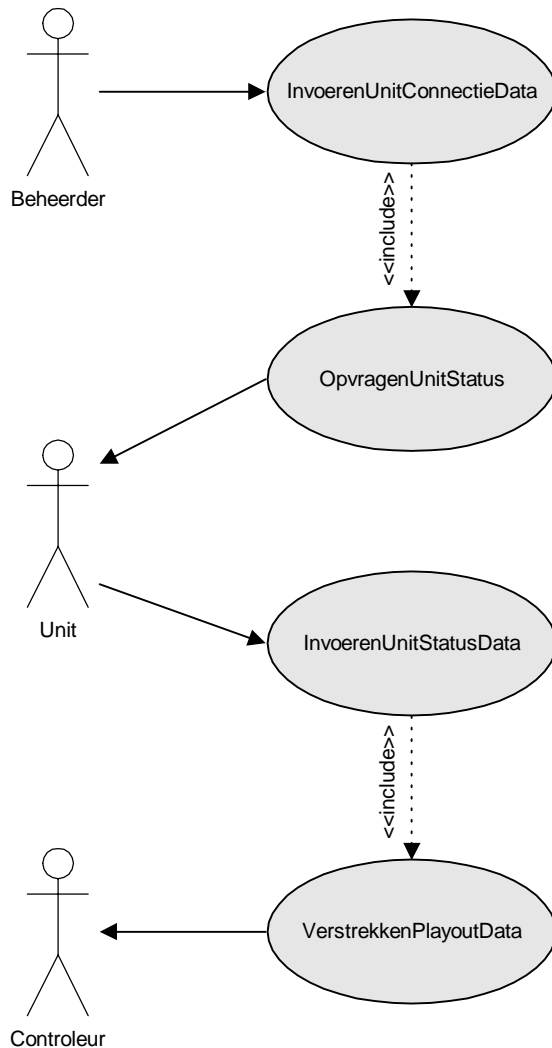 InvoerenUnitConnectieData
Beheerder
<<include>>
OpvragenUnitStatus
Unit
InvoerenUnitStatusData
<<include>>
VerstrekkenPlayoutData
Controleur